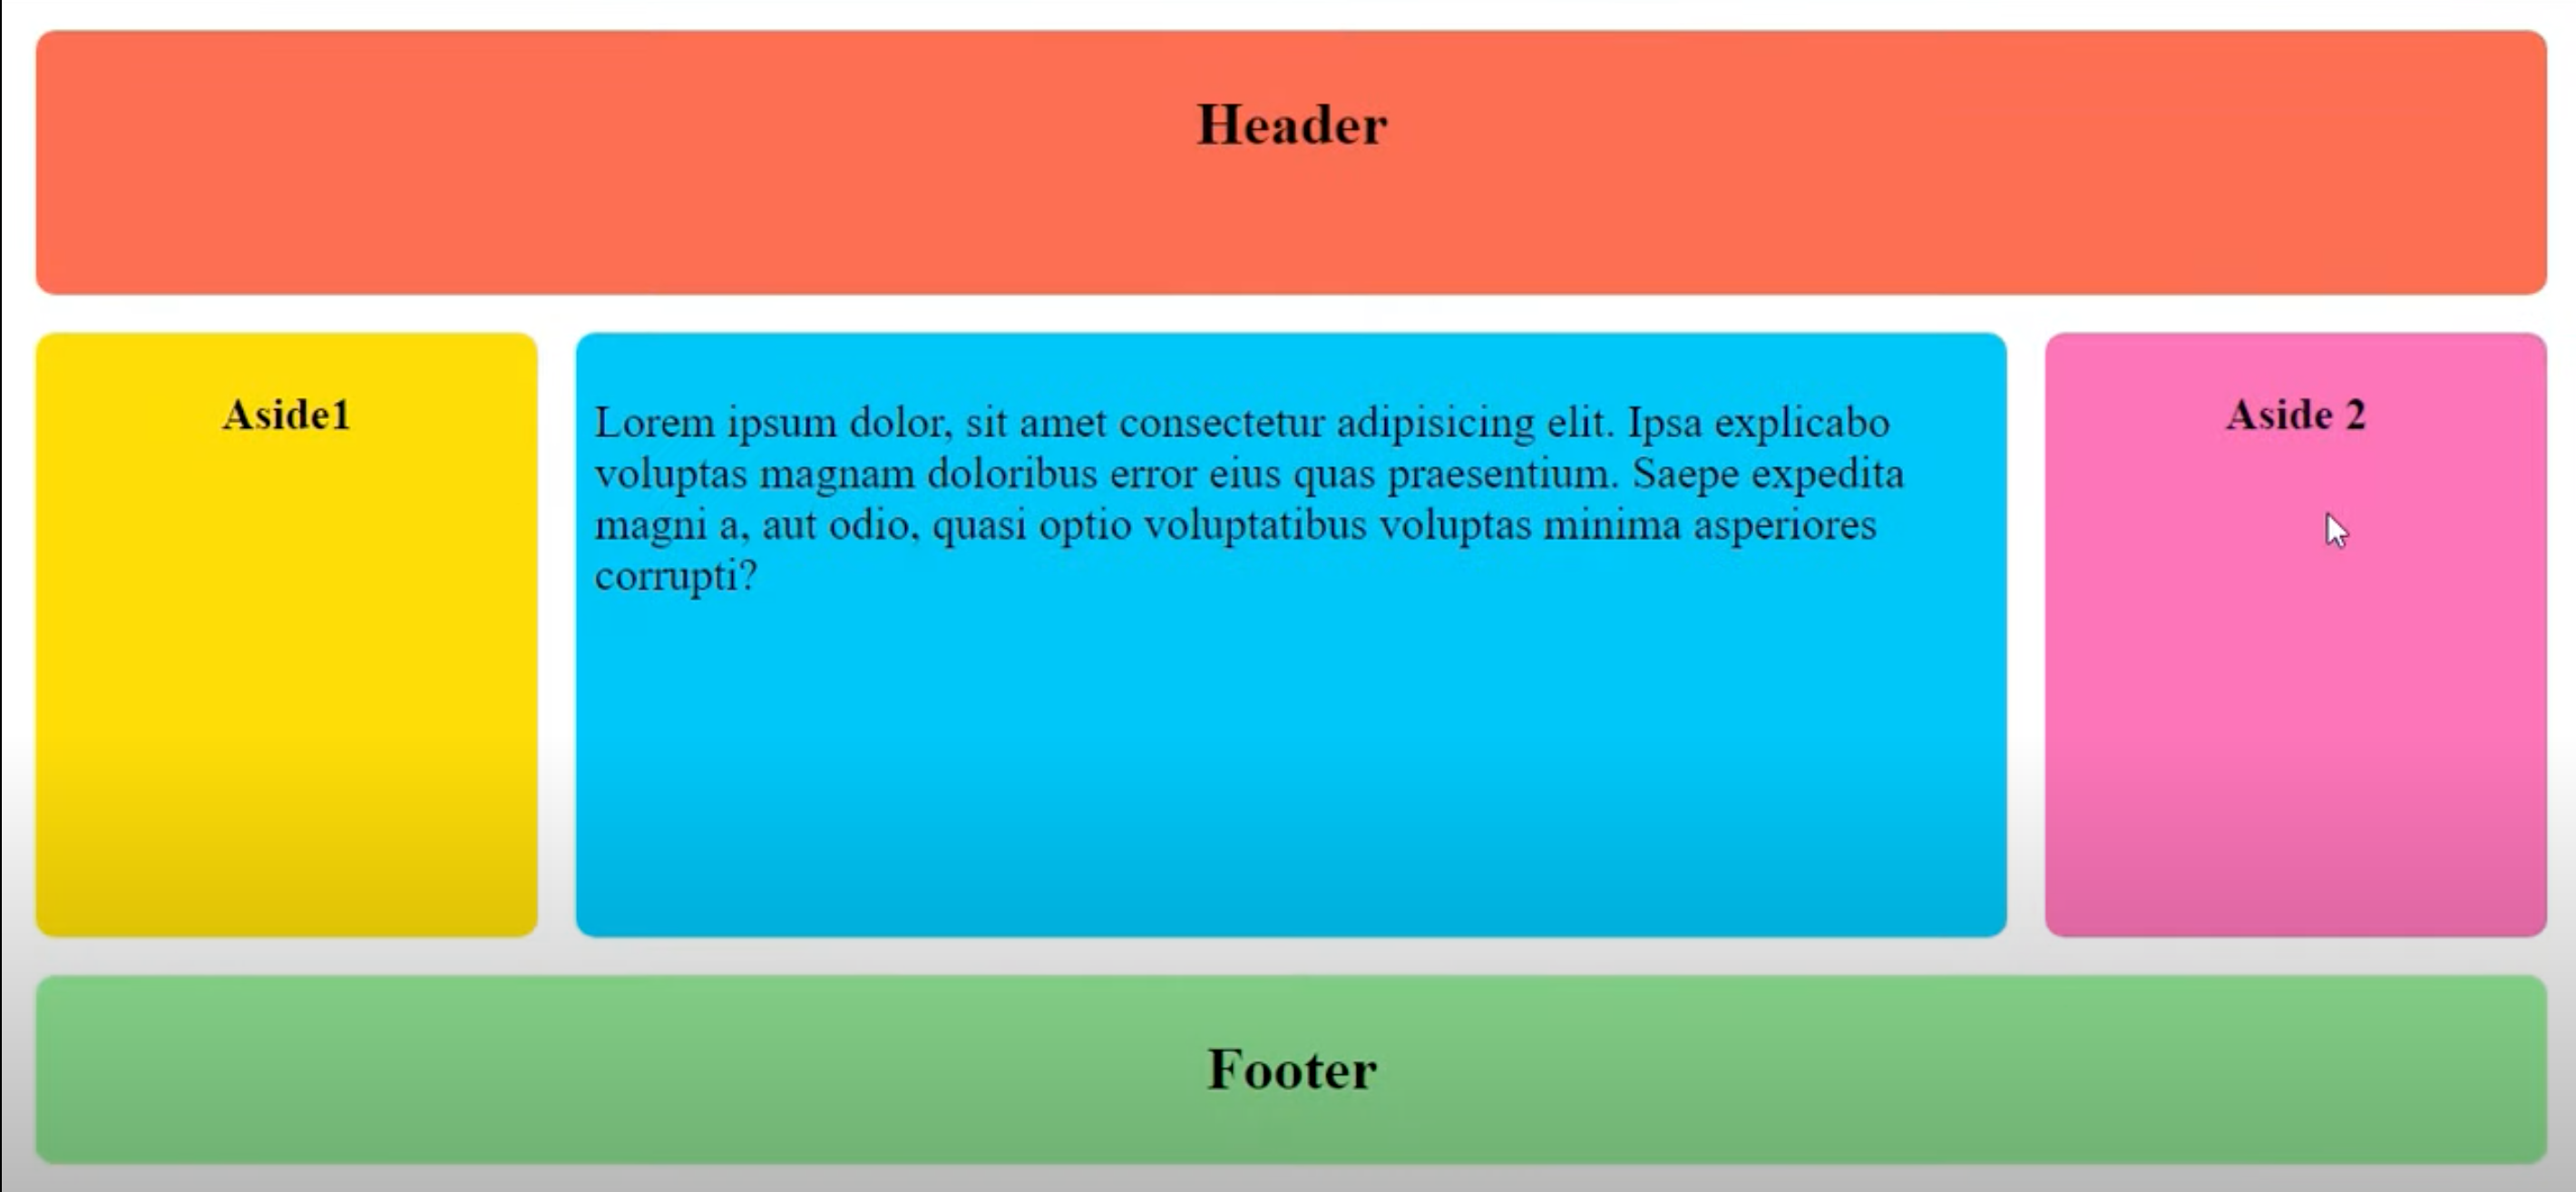 Header
Aside1
Lorem ipsum dolor, sit amet consectetur adipisicing elit. Ipsa explicabo
voluptas magnam doloribus error eius quas praesentium. Saepe expedita
magni a, aut odio, quasi optio voluptatibus voluptas minima asperiores
corrupti?
Aside 2
Footer